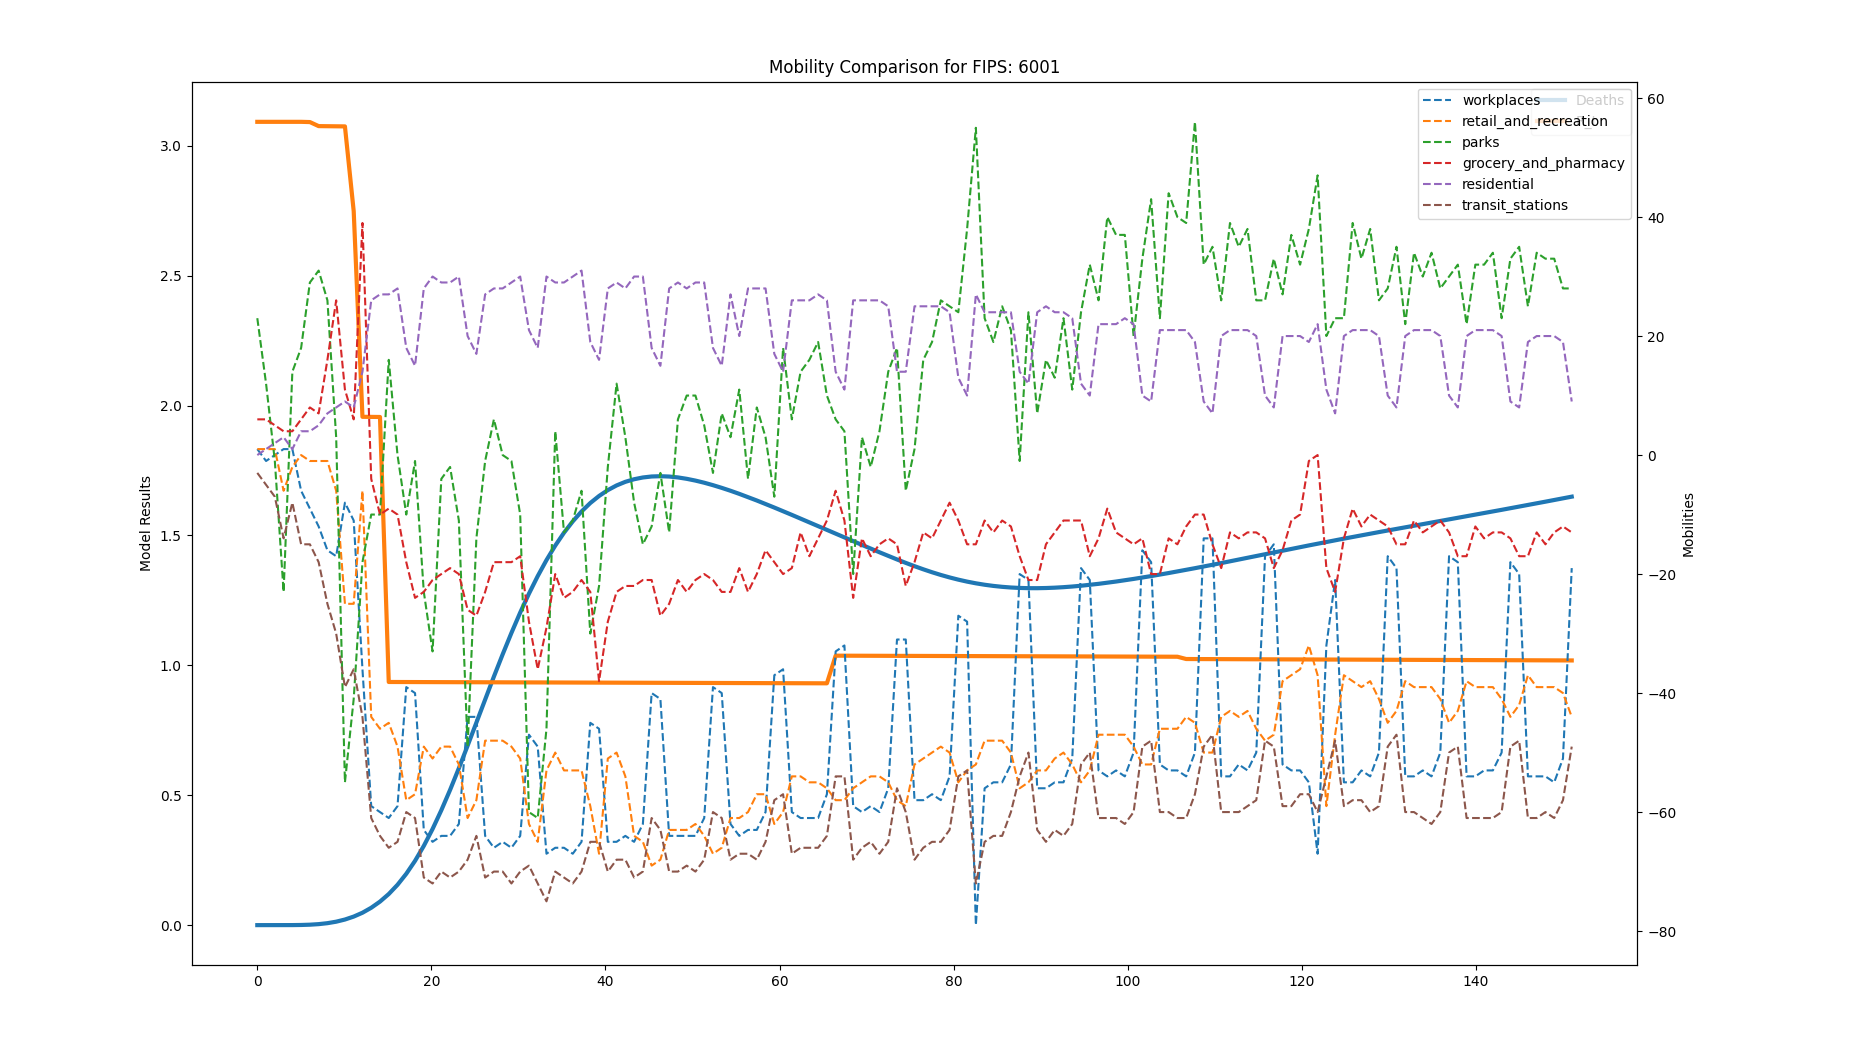 Mobility Comparison for FIPS: 6001
Model Results
3.0
2.5
2.0
1.5
1.0
0.5
0.0
0
20
40
60
80
100
120
140
60
40
20
0
−20
−40
−60
−80
Mobilities
Deaths
workplaces
retail_and_recreation
parks
grocery_and_pharmacy
residential
transit_stations